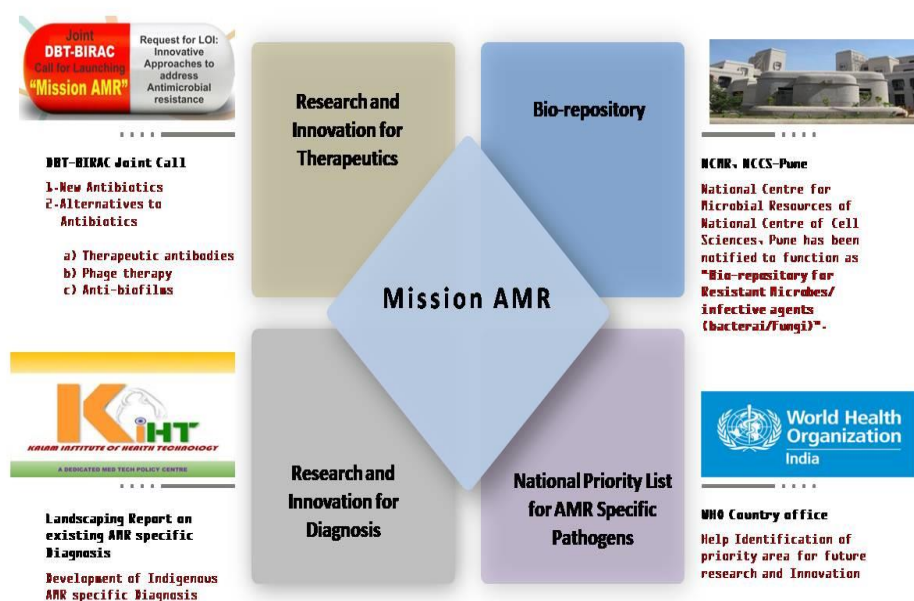 Joint
DBT-BIRAC
Call for Launching
“Mission AMR”
Request for LOI:
Innovative
Approaches to
address
Antimicrobial
resistance
DBT-BIRAC Joint Call
1.New Antibiotics
2.Alternatives to
Antibiotics
a) Therapeutic antibodies
b) Phage therapy
c) Anti-biofilms
Research and
Innovation for
Therapeutics
Bio-repository
NCMR, NCCS-Pune
National Centre for
Microbial Resources of
National Centre of Cell
Sciences, Pune has been
notified to function as
"Bio-repository for
Resistant Microbes/
infective agents
(bacterai/Fungi)".
Mission AMR
KiHT
KALAM INSTITUTE OF HEALTH TECHNOLOGY
A DEDICATED MED TECH POLICY CENTRE
Landscaping Report on
existing AMR specific
Diagnosis
Development of Indigenous
AMR specific Diagnosis
Research and
Innovation for
Diagnosis
National Priority List
for AMR Specific
Pathogens
World Health
Organization
India
WHO Country office
Help Identification of
priority area for future
research and Innovation